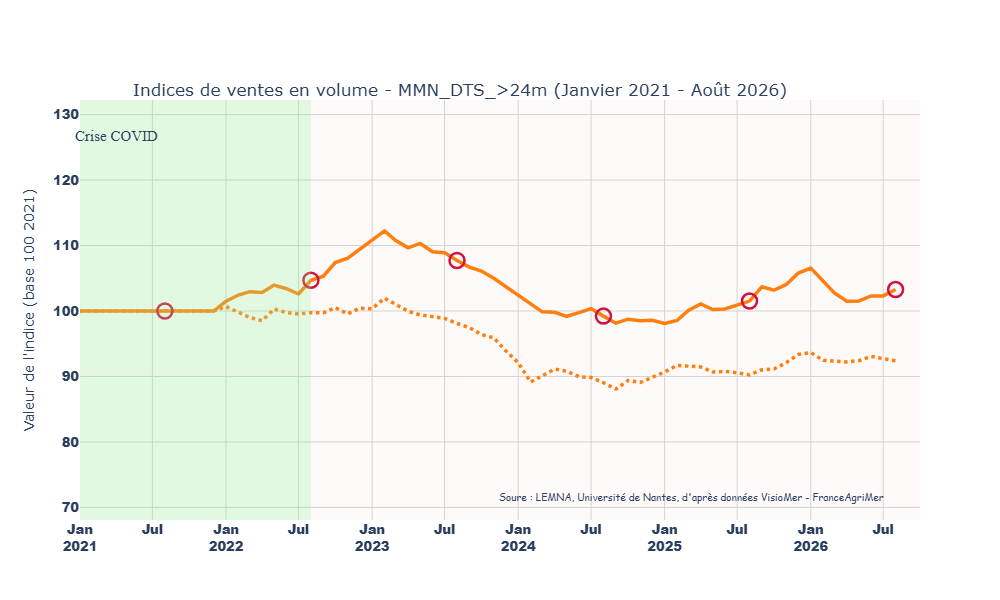 Indices de ventes en volume - MMN_DTS_>24m (Janvier 2021 - Août 2026)
130
Crise COVID
120
110
100
90
80
70
Valeur de l'indice (base 100 2021)
Soure : LEMNA, Université de Nantes, d'après données VisioMer - FranceAgriMer
Jan Jul Jan Jul Jan Jul Jan Jul Jan Jul Jan Jul
2021 2022 2023 2024 2025 2026